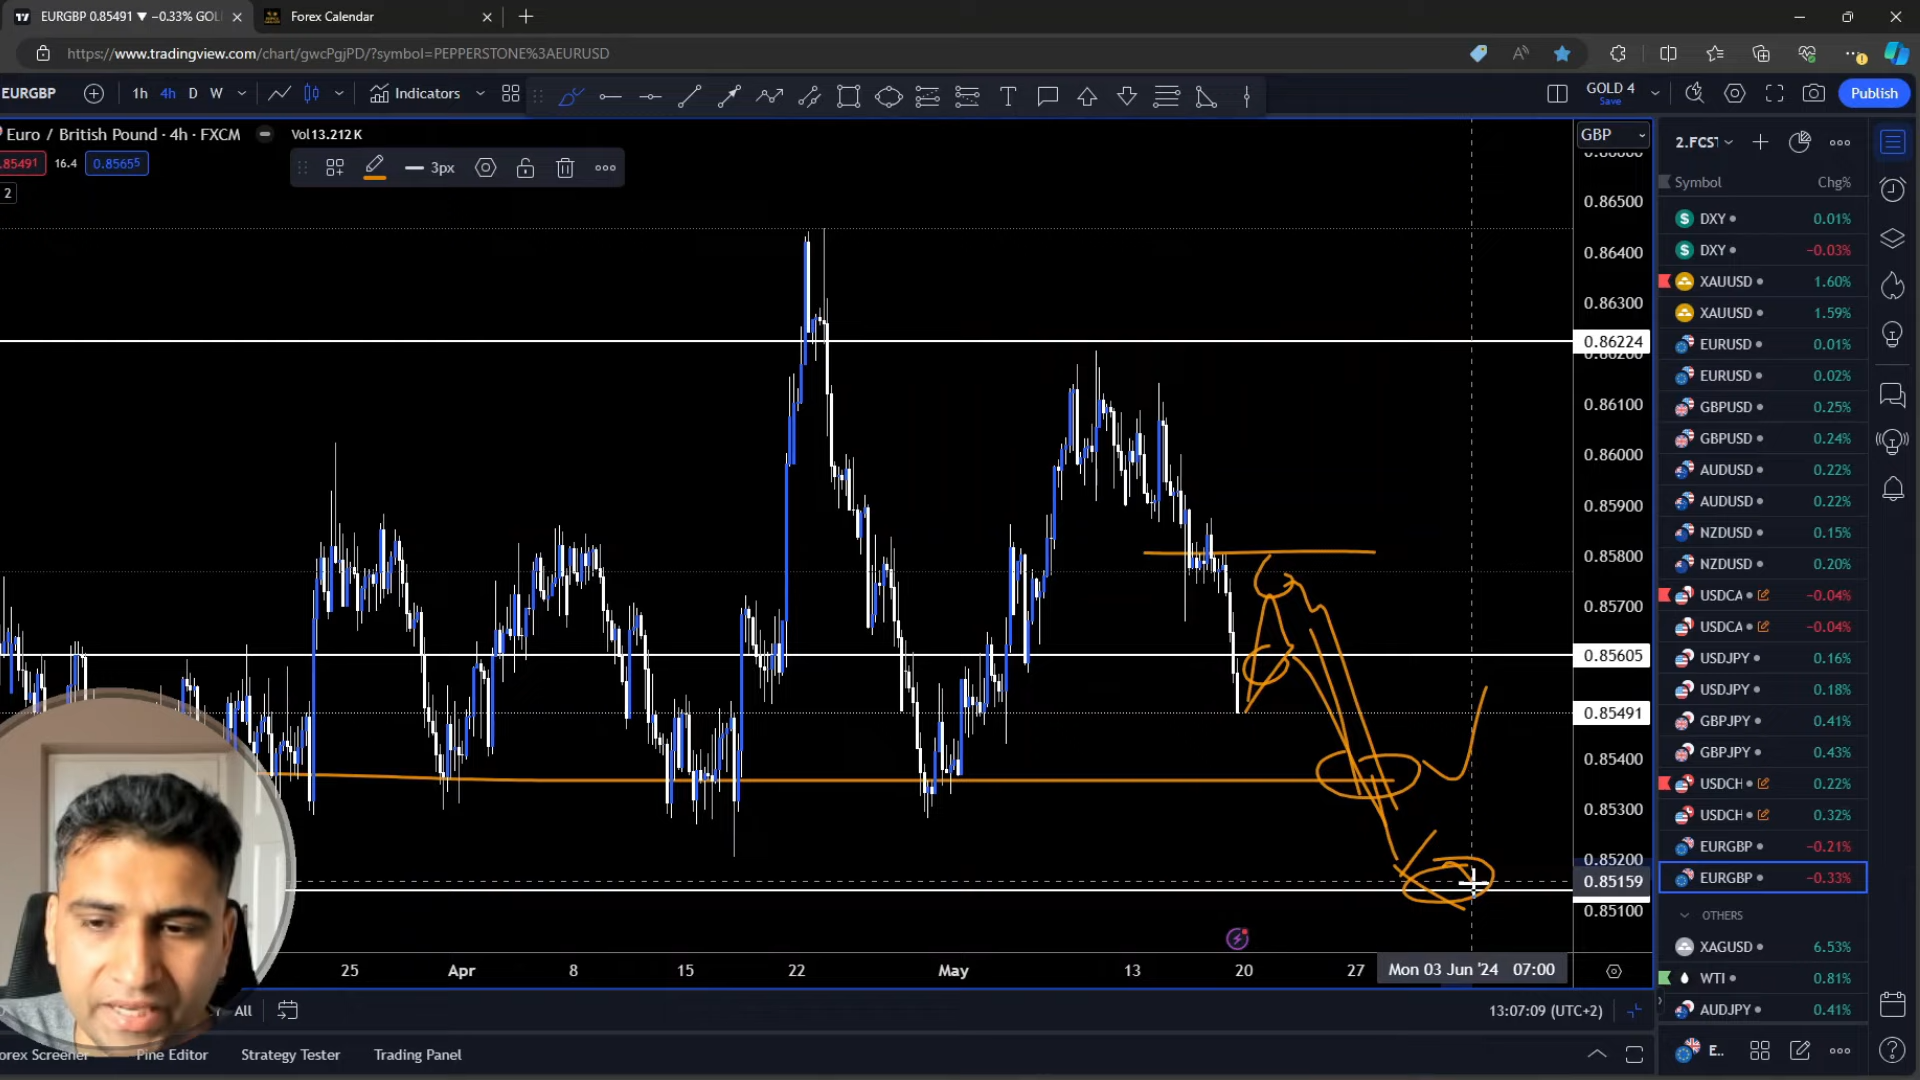 EURGBP 0.85491 ▼ −0.33% GOL
Forex Calendar
https://www.tradingview.com/chart/gwcPgjPD/?symbol=PEPPERSTONE%3AEURUSD
EURGBP
1h 4h D W
Indicators
GOLD 4
Save
Publish
Euro / British Pound · 4h · FXCM
Vol 13.212 K
.85491 16.4 0.85655
2
3px
GBP
0.86500
0.86400
0.86300
0.86224
0.86200
0.86100
0.86000
0.85900
0.85800
0.85700
0.85605
0.85491
0.85400
0.85300
0.85200
0.85159
0.85100
25 Apr 8 15 22 May 13 20 27 Mon 03 Jun '24 07:00
All
13:07:09 (UTC+2)
orex Screener Pine Editor Strategy Tester Trading Panel
2.FCST
Symbol Chg%
DXY 0.01%
DXY −0.03%
XAUUSD 1.60%
XAUUSD 1.59%
EURUSD 0.01%
EURUSD 0.02%
GBPUSD 0.25%
GBPUSD 0.24%
AUDUSD 0.22%
AUDUSD 0.22%
NZDUSD 0.15%
NZDUSD 0.20%
USDCA −0.04%
USDCA −0.04%
USDJPY 0.16%
USDJPY 0.18%
GBPJPY 0.41%
GBPJPY 0.43%
USDCH 0.22%
USDCH 0.32%
EURGBP −0.21%
EURGBP −0.33%
OTHERS
XAGUSD 6.53%
WTI 0.81%
AUDJPY 0.41%
E..